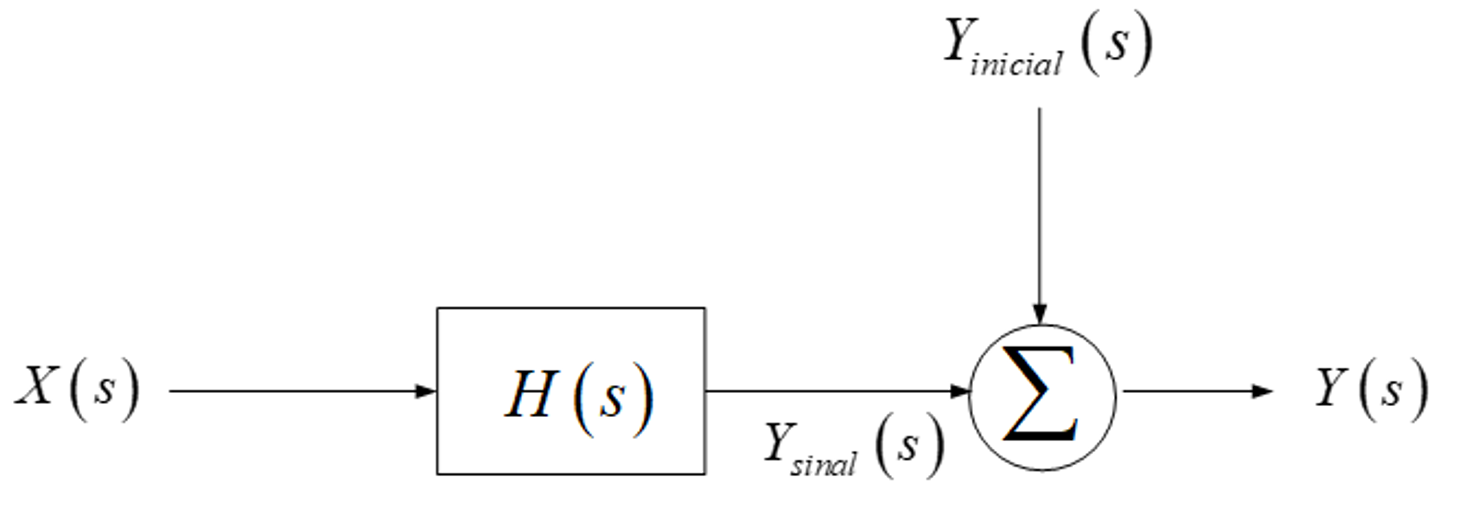 Y_inicial (s)
X(s)
H(s)
Y_sinal (s)
Σ
Y(s)